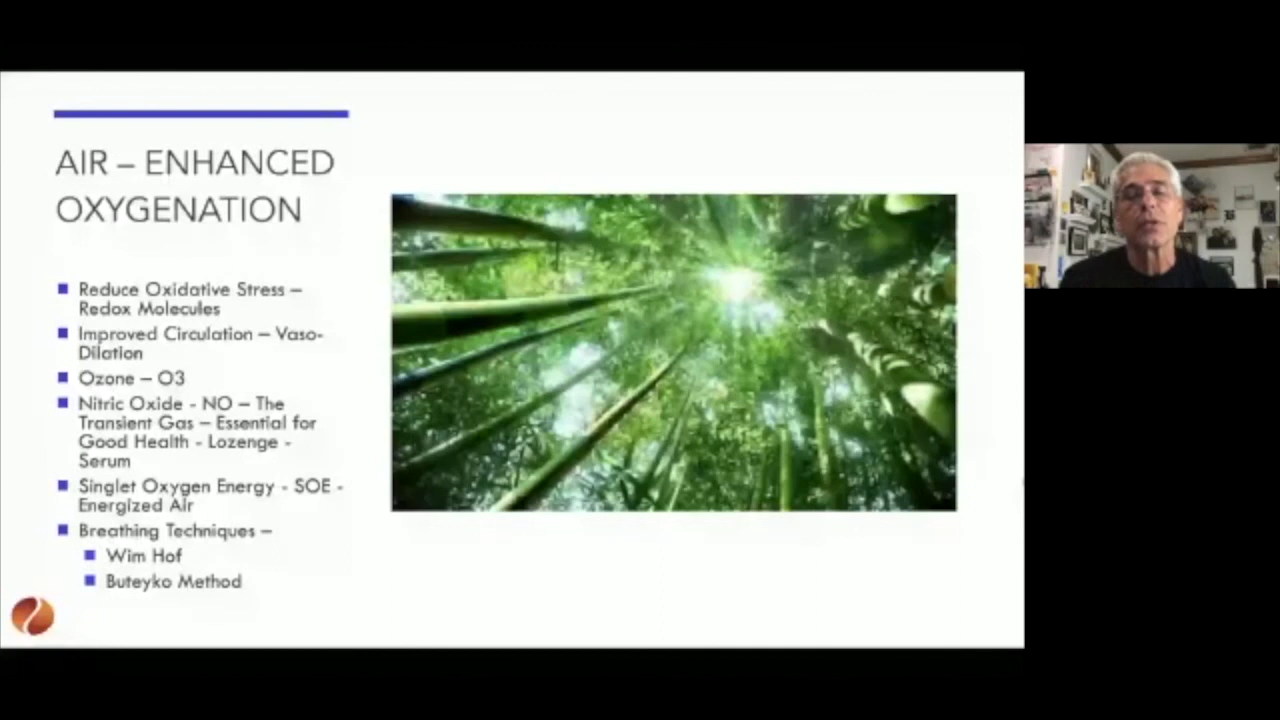 AIR – ENHANCED
OXYGENATION
Reduce Oxidative Stress –
Redox Molecules
Improved Circulation – Vaso-
Dilation
Ozone – O3
Nitric Oxide - NO – The
Transient Gas – Essential for
Good Health - Lozenge -
Serum
Singlet Oxygen Energy - SOE -
Energized Air
Breathing Techniques –
Wim Hof
Buteyko Method